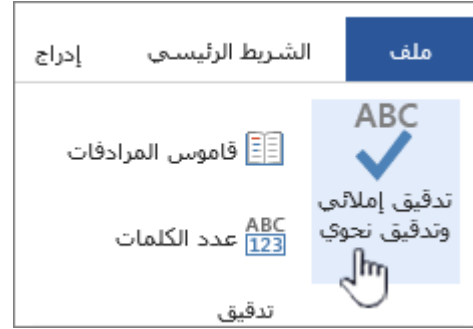 ملف الشريط الرئيسي إدراج
ABC
تدقيق إملائي
وتدقيق نحوي
قاموس المرادفات
ABC
123
عدد الكلمات
تدقيق